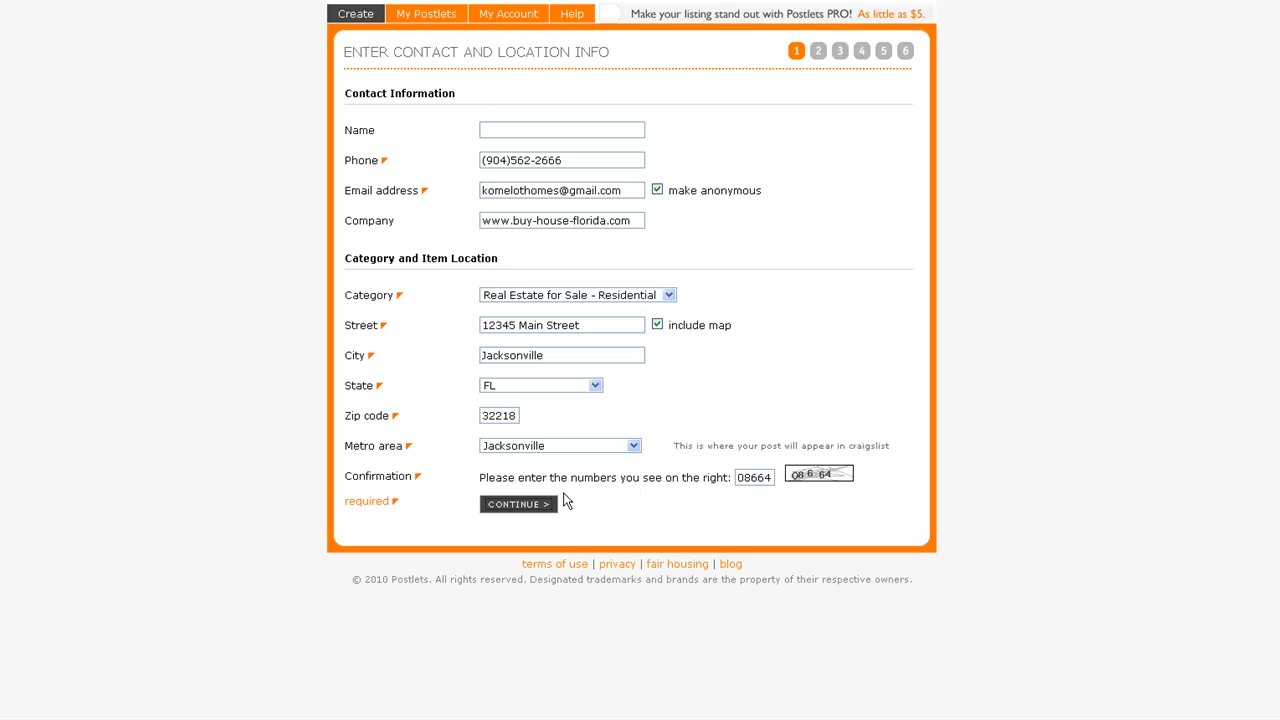 Create My Postlets My Account Help Make your listing stand out with Postlets PRO! As little as $5.
ENTER CONTACT AND LOCATION INFO 1 2 3 4 5 6
Contact Information
Name
Phone (904)562-2666
Email address komelothomes@gmail.com make anonymous
Company www.buy-house-florida.com
Category and Item Location
Category Real Estate for Sale - Residential
Street 12345 Main Street include map
City Jacksonville
State FL
Zip code 32218
Metro area Jacksonville This is where your post will appear in craigslist
Confirmation Please enter the numbers you see on the right: 08664 08664
required CONTINUE >
terms of use | privacy | fair housing | blog
© 2010 Postlets. All rights reserved. Designated trademarks and brands are the property of their respective owners.